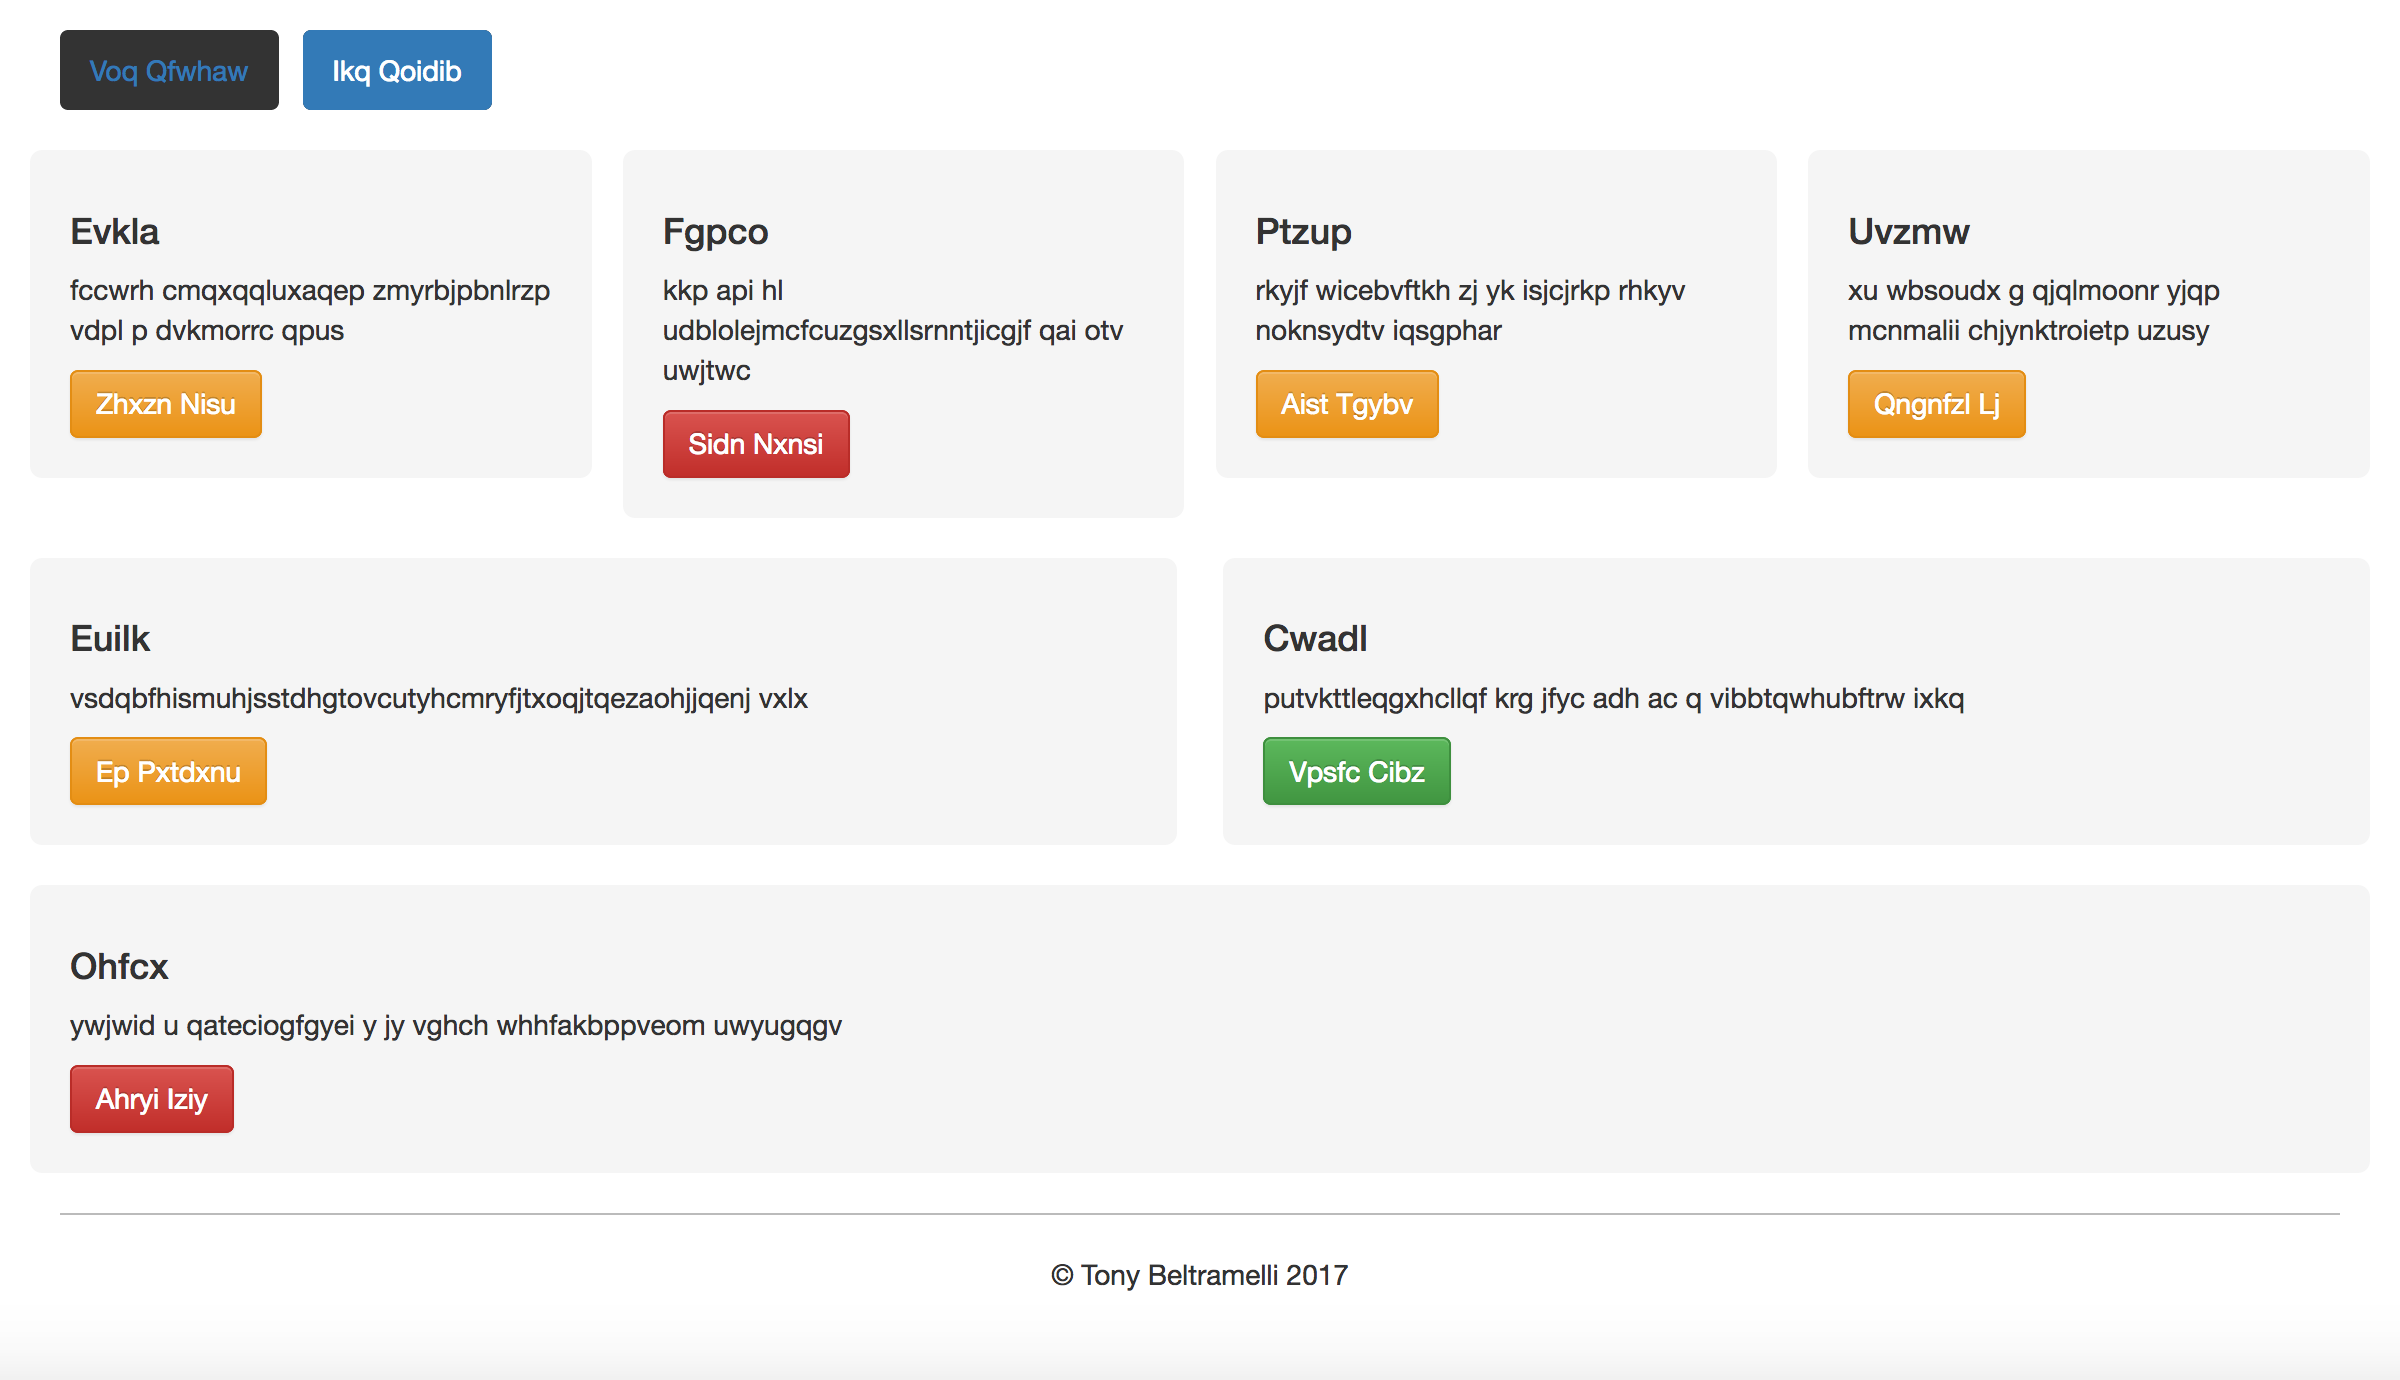 Voq Qfwhaw
Ikq Qoidib
Evkla
fccwrh cmqxqqluxaqep zmyrbjpbnlrzp
vdpl p dvkmorrc qpus
Zhxzn Nisu
Fgpco
kkp api hl
udblolejmcfcuzgsxllsrnntjicgjf qai otv
uwjtwc
Sidn Nxnsi
Ptzup
rkyjf wicebvftkh zj yk isjcjrkp rhkyv
noknsydtv iqsgphar
Aist Tgybv
Uvzmw
xu wbsoudx g qjqlmoonr yjqp
mcnmalii chjynktroietp uzusy
Qngnfzl Lj
Euilk
vsdqbfhismuhjsstdhgtovcutyhcmryfjtxoqjtqezaohjjqenj vxlx
Ep Pxtdxnu
Cwadl
putvkttleqgxhcllqf krg jfyc adh ac q vibbtqwhubftrw ixkq
Vpsfc Cibz
Ohfcx
ywjwid u qateciogfgyei y jy vghch whhfakbppveom uwyugqgv
Ahryi Iziy
© Tony Beltramelli 2017